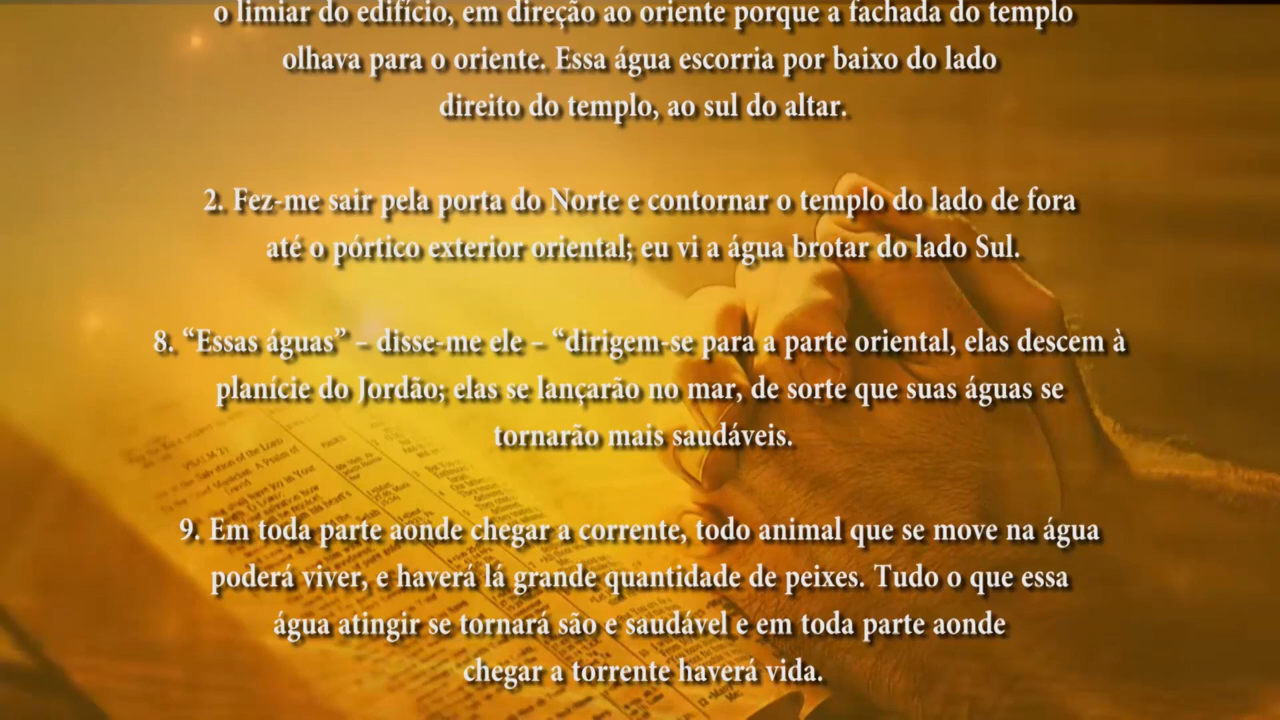 o limiar do edifício, em direção ao oriente porque a fachada do templo
olhava para o oriente. Essa água escorria por baixo do lado
direito do templo, ao sul do altar.
2. Fez-me sair pela porta do Norte e contornar o templo do lado de fora
até o pórtico exterior oriental; eu vi a água brotar do lado Sul.
8. “Essas águas” – disse-me ele – “dirigem-se para a parte oriental, elas descem à
planície do Jordão; elas se lançarão no mar, de sorte que suas águas se
tornarão mais saudáveis.
9. Em toda parte aonde chegar a corrente, todo animal que se move na água
poderá viver, e haverá lá grande quantidade de peixes. Tudo o que essa
água atingir se tornará são e saudável e em toda parte aonde
chegar a torrente haverá vida.